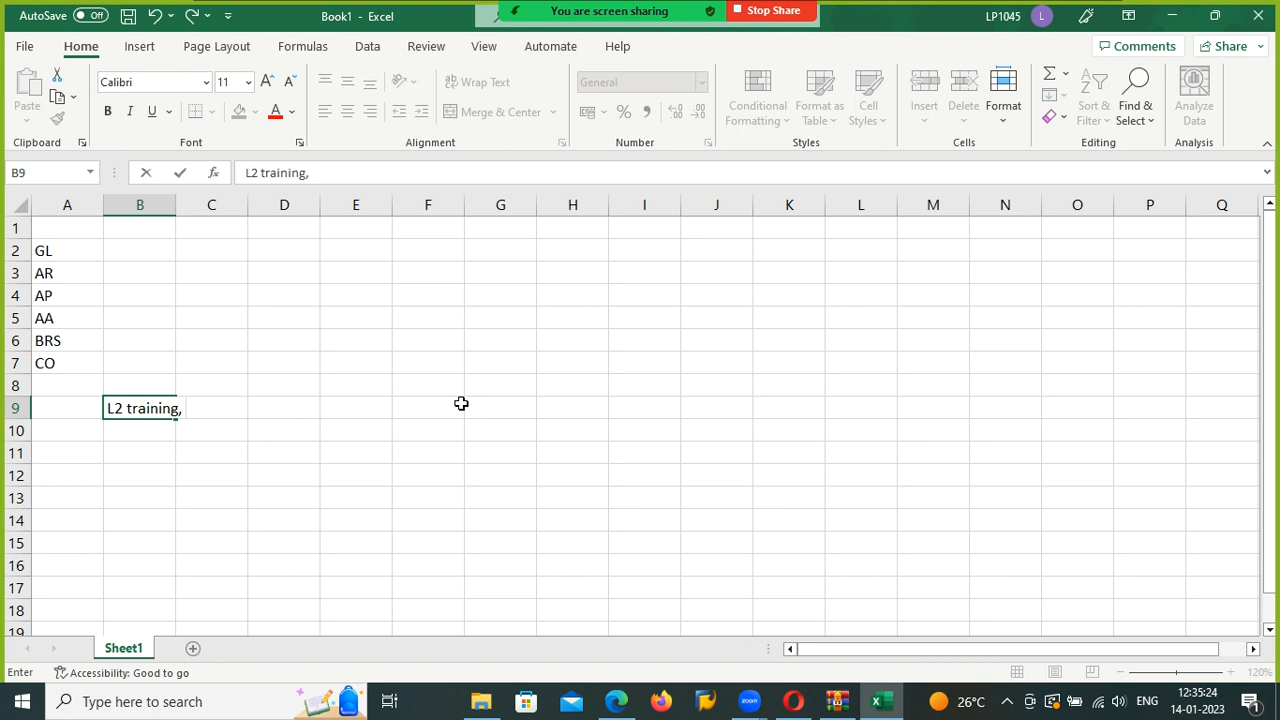 AutoSave Off
Book1 - Excel
You are screen sharing
Stop Share
LP1045
L
File Home Insert Page Layout Formulas Data Review View Automate Help
Comments
Share
Paste
Calibri
11
B I U
A
Wrap Text
Merge & Center
General
%
Conditional Formatting
Format as Table
Cell Styles
Insert
Delete
Format
Sort & Filter
Find & Select
Analyze Data
Clipboard
Font
Alignment
Number
Styles
Cells
Editing
Analysis
B9
fx
L2 training,
A B C D E F G H I J K L M N O P Q
1
2 GL
3 AR
4 AP
5 AA
6 BRS
7 CO
8
9 L2 training,
10
11
12
13
14
15
16
17
18
19
Sheet1
Enter
Accessibility: Good to go
120%
Type here to search
zoom
26°C
ENG
12:35:24
14-01-2023
1